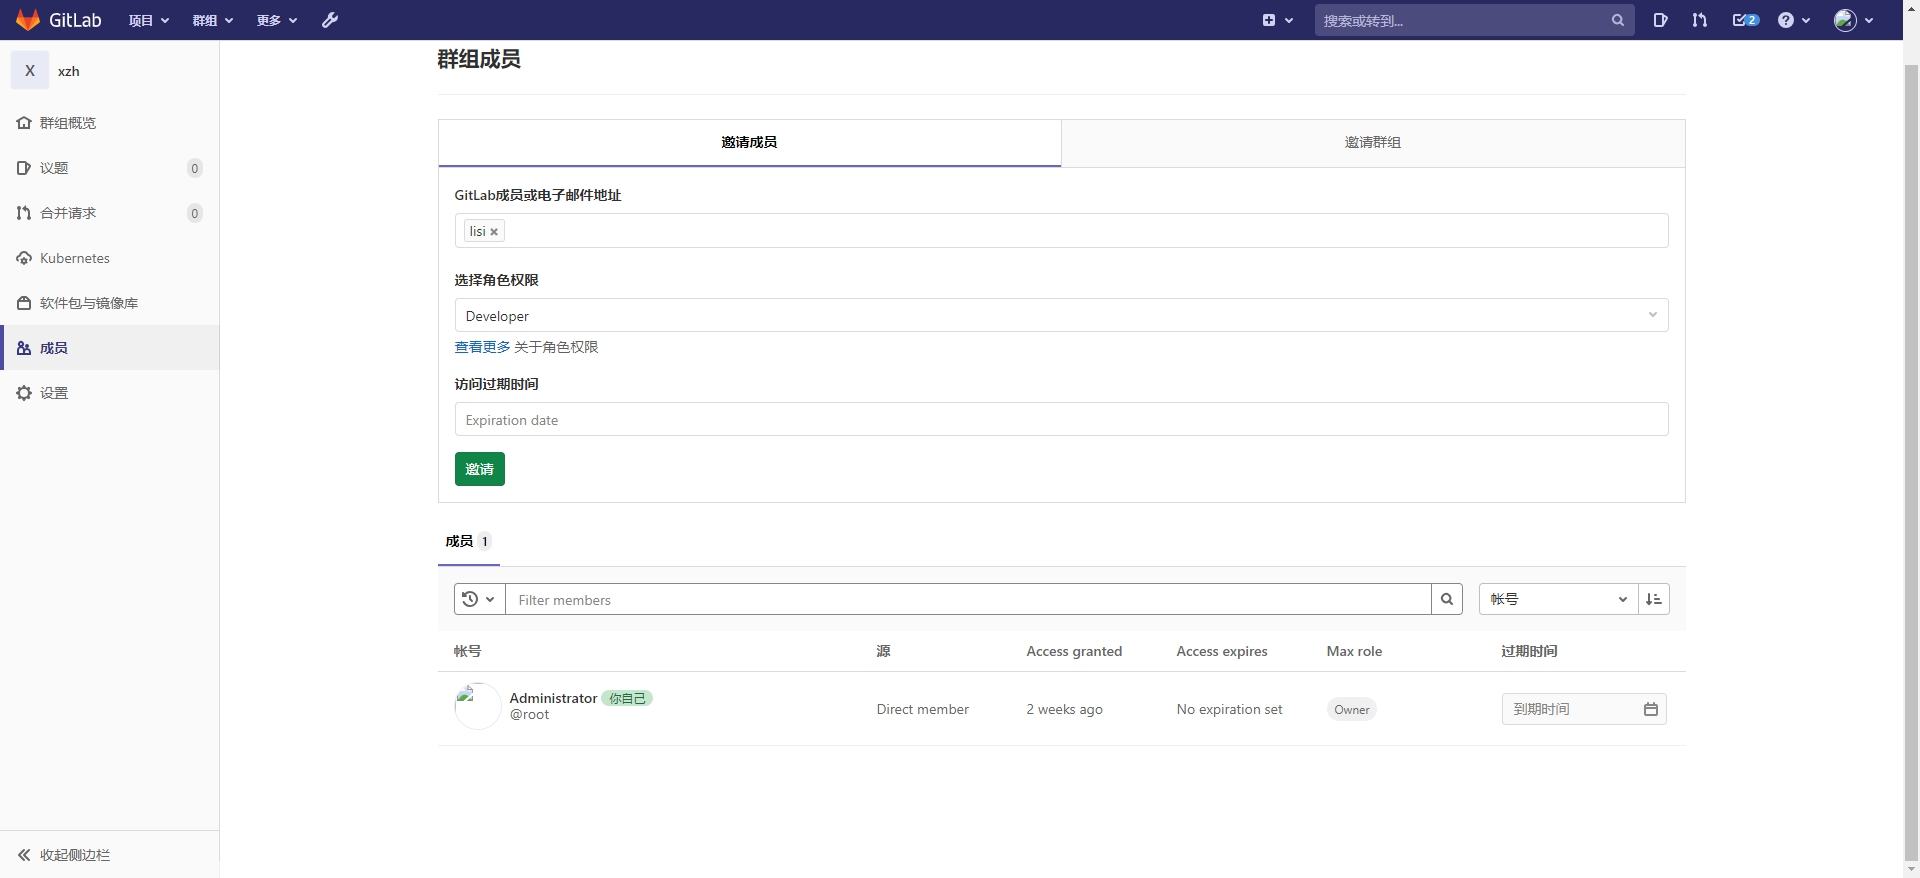 GitLab 项目 群组 更多 搜索或转到... 2
X xzh
群组概览
议题 0
合并请求 0
Kubernetes
软件包与镜像库
成员
设置
收起侧边栏
群组成员
邀请成员 邀请群组
GitLab成员或电子邮件地址
lisi
选择角色权限
Developer
查看更多 关于角色权限
访问过期时间
Expiration date
邀请
成员 1
Filter members 帐号
帐号 源 Access granted Access expires Max role 过期时间
Administrator 你自己
@root
Direct member 2 weeks ago No expiration set Owner 到期时间